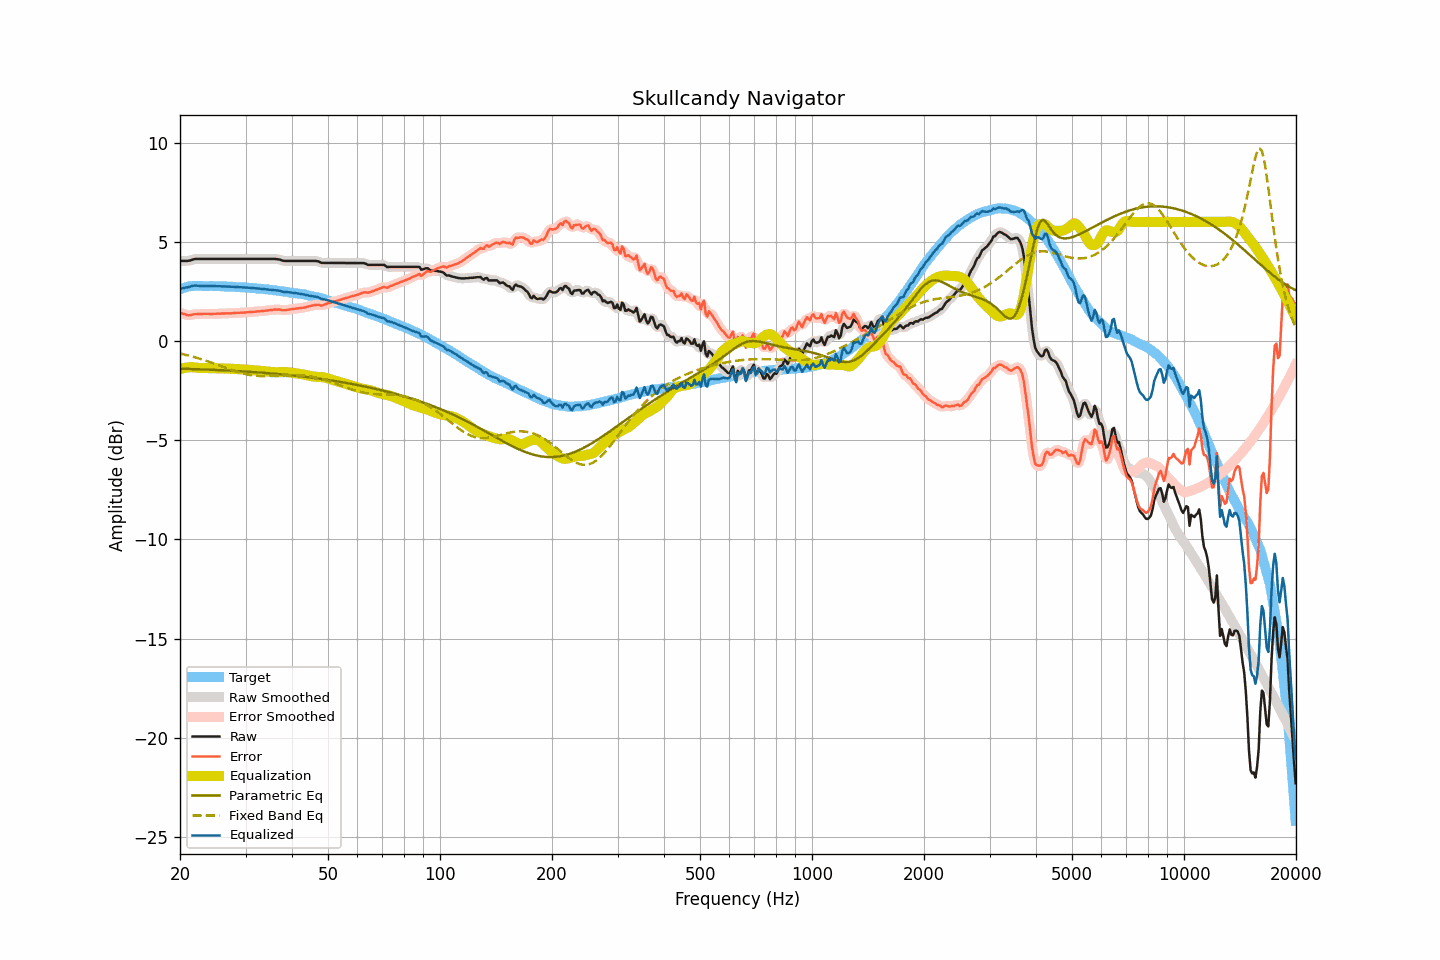 Skullcandy Navigator
Amplitude (dBr)
10
5
0
−5
−10
−15
−20
−25
Target
Raw Smoothed
Error Smoothed
Raw
Error
Equalization
Parametric Eq
Fixed Band Eq
Equalized
20 50 100 200 500 1000 2000 5000 10000 20000
Frequency (Hz)